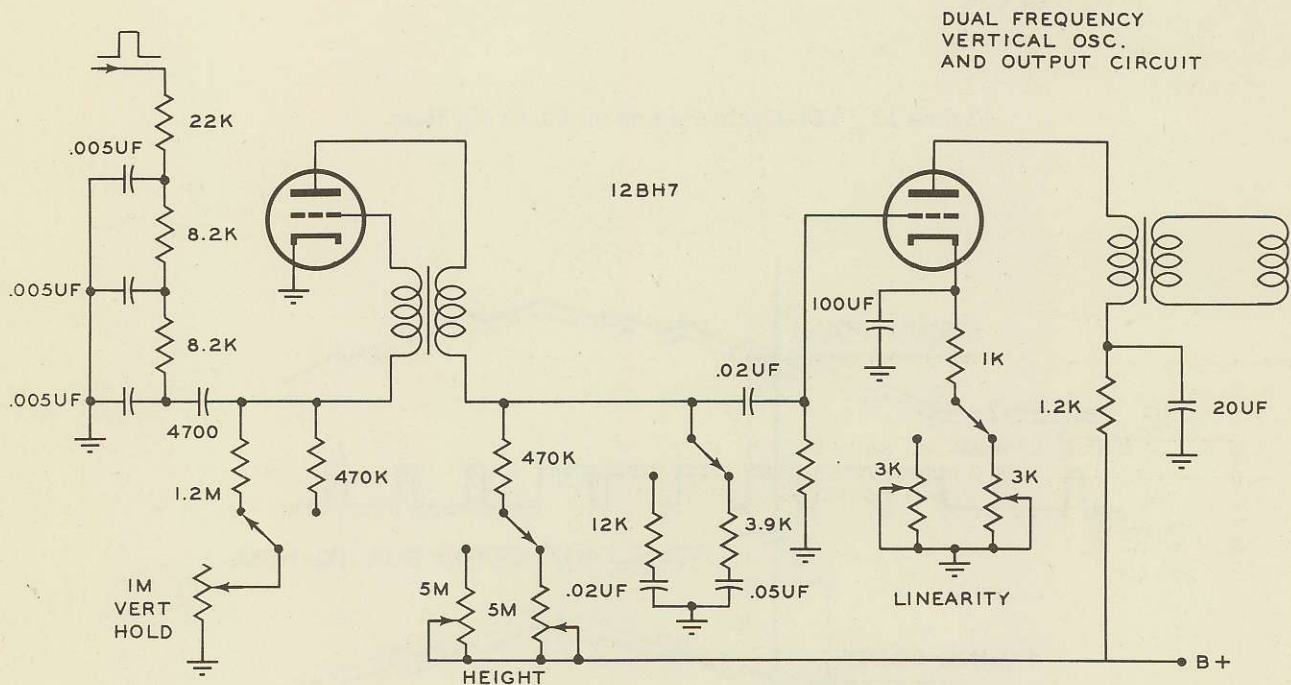 DUAL FREQUENCY
VERTICAL OSC.
AND OUTPUT CIRCUIT
22K
.005UF
12BH7
8.2K
.005UF
100UF
8.2K
1K
.02UF
.005UF
1.2K
20UF
4700
470K
470K
1.2M
3K
3K
12K
3.9K
1M
VERT
HOLD
5M
5M
.02UF
.05UF
LINEARITY
HEIGHT
B+